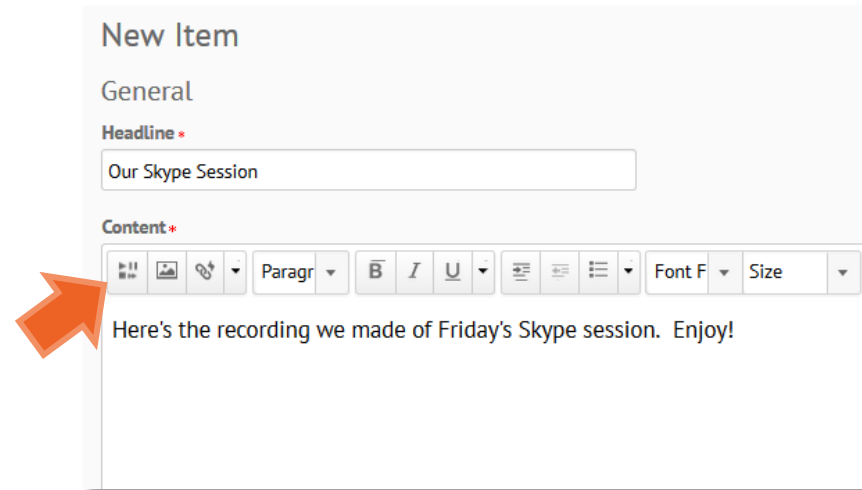 New Item
General
Headline *
Our Skype Session
Content *
Paragr B I U Font F Size
Here's the recording we made of Friday's Skype session.  Enjoy!